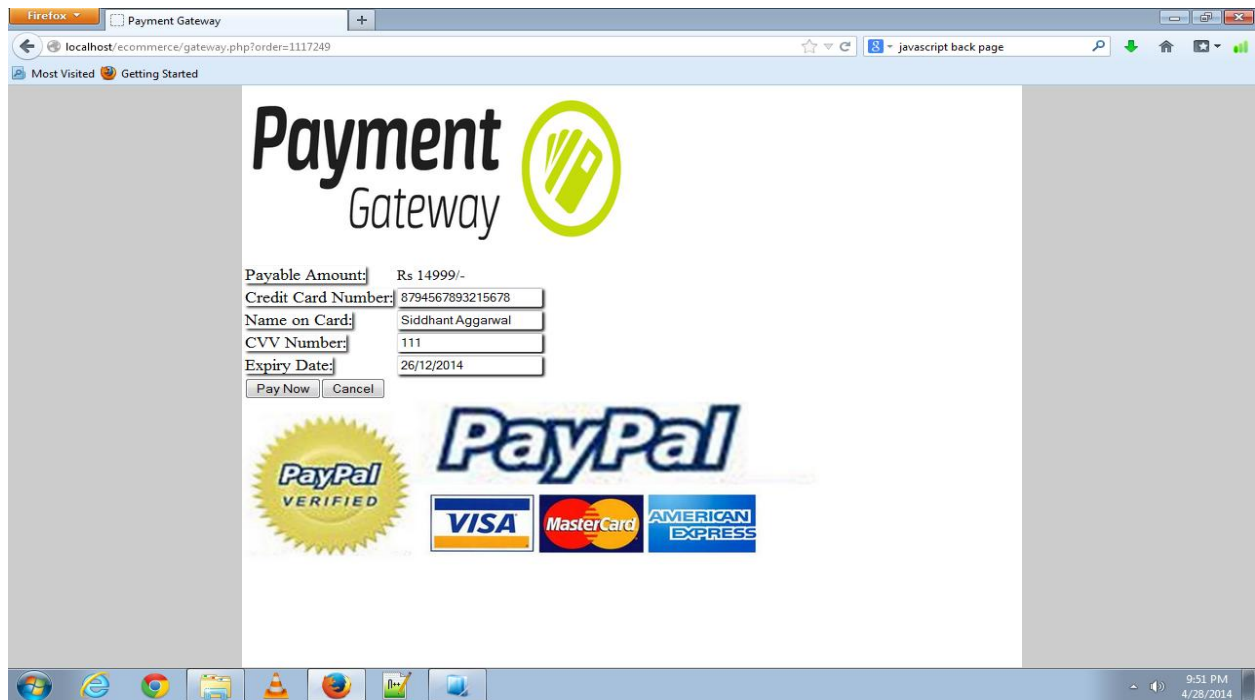 Firefox
Payment Gateway
localhost/ecommerce/gateway.php?order=1117249
javascript back page
Most Visited
Getting Started
Payment
Gateway
Payable Amount: Rs 14999/-
Credit Card Number: 8794567893215678
Name on Card: Siddhant Aggarwal
CVV Number: 111
Expiry Date: 26/12/2014
Pay Now Cancel
PayPal
VERIFIED
PayPal
VISA MasterCard AMERICAN EXPRESS
9:51 PM
4/28/2014